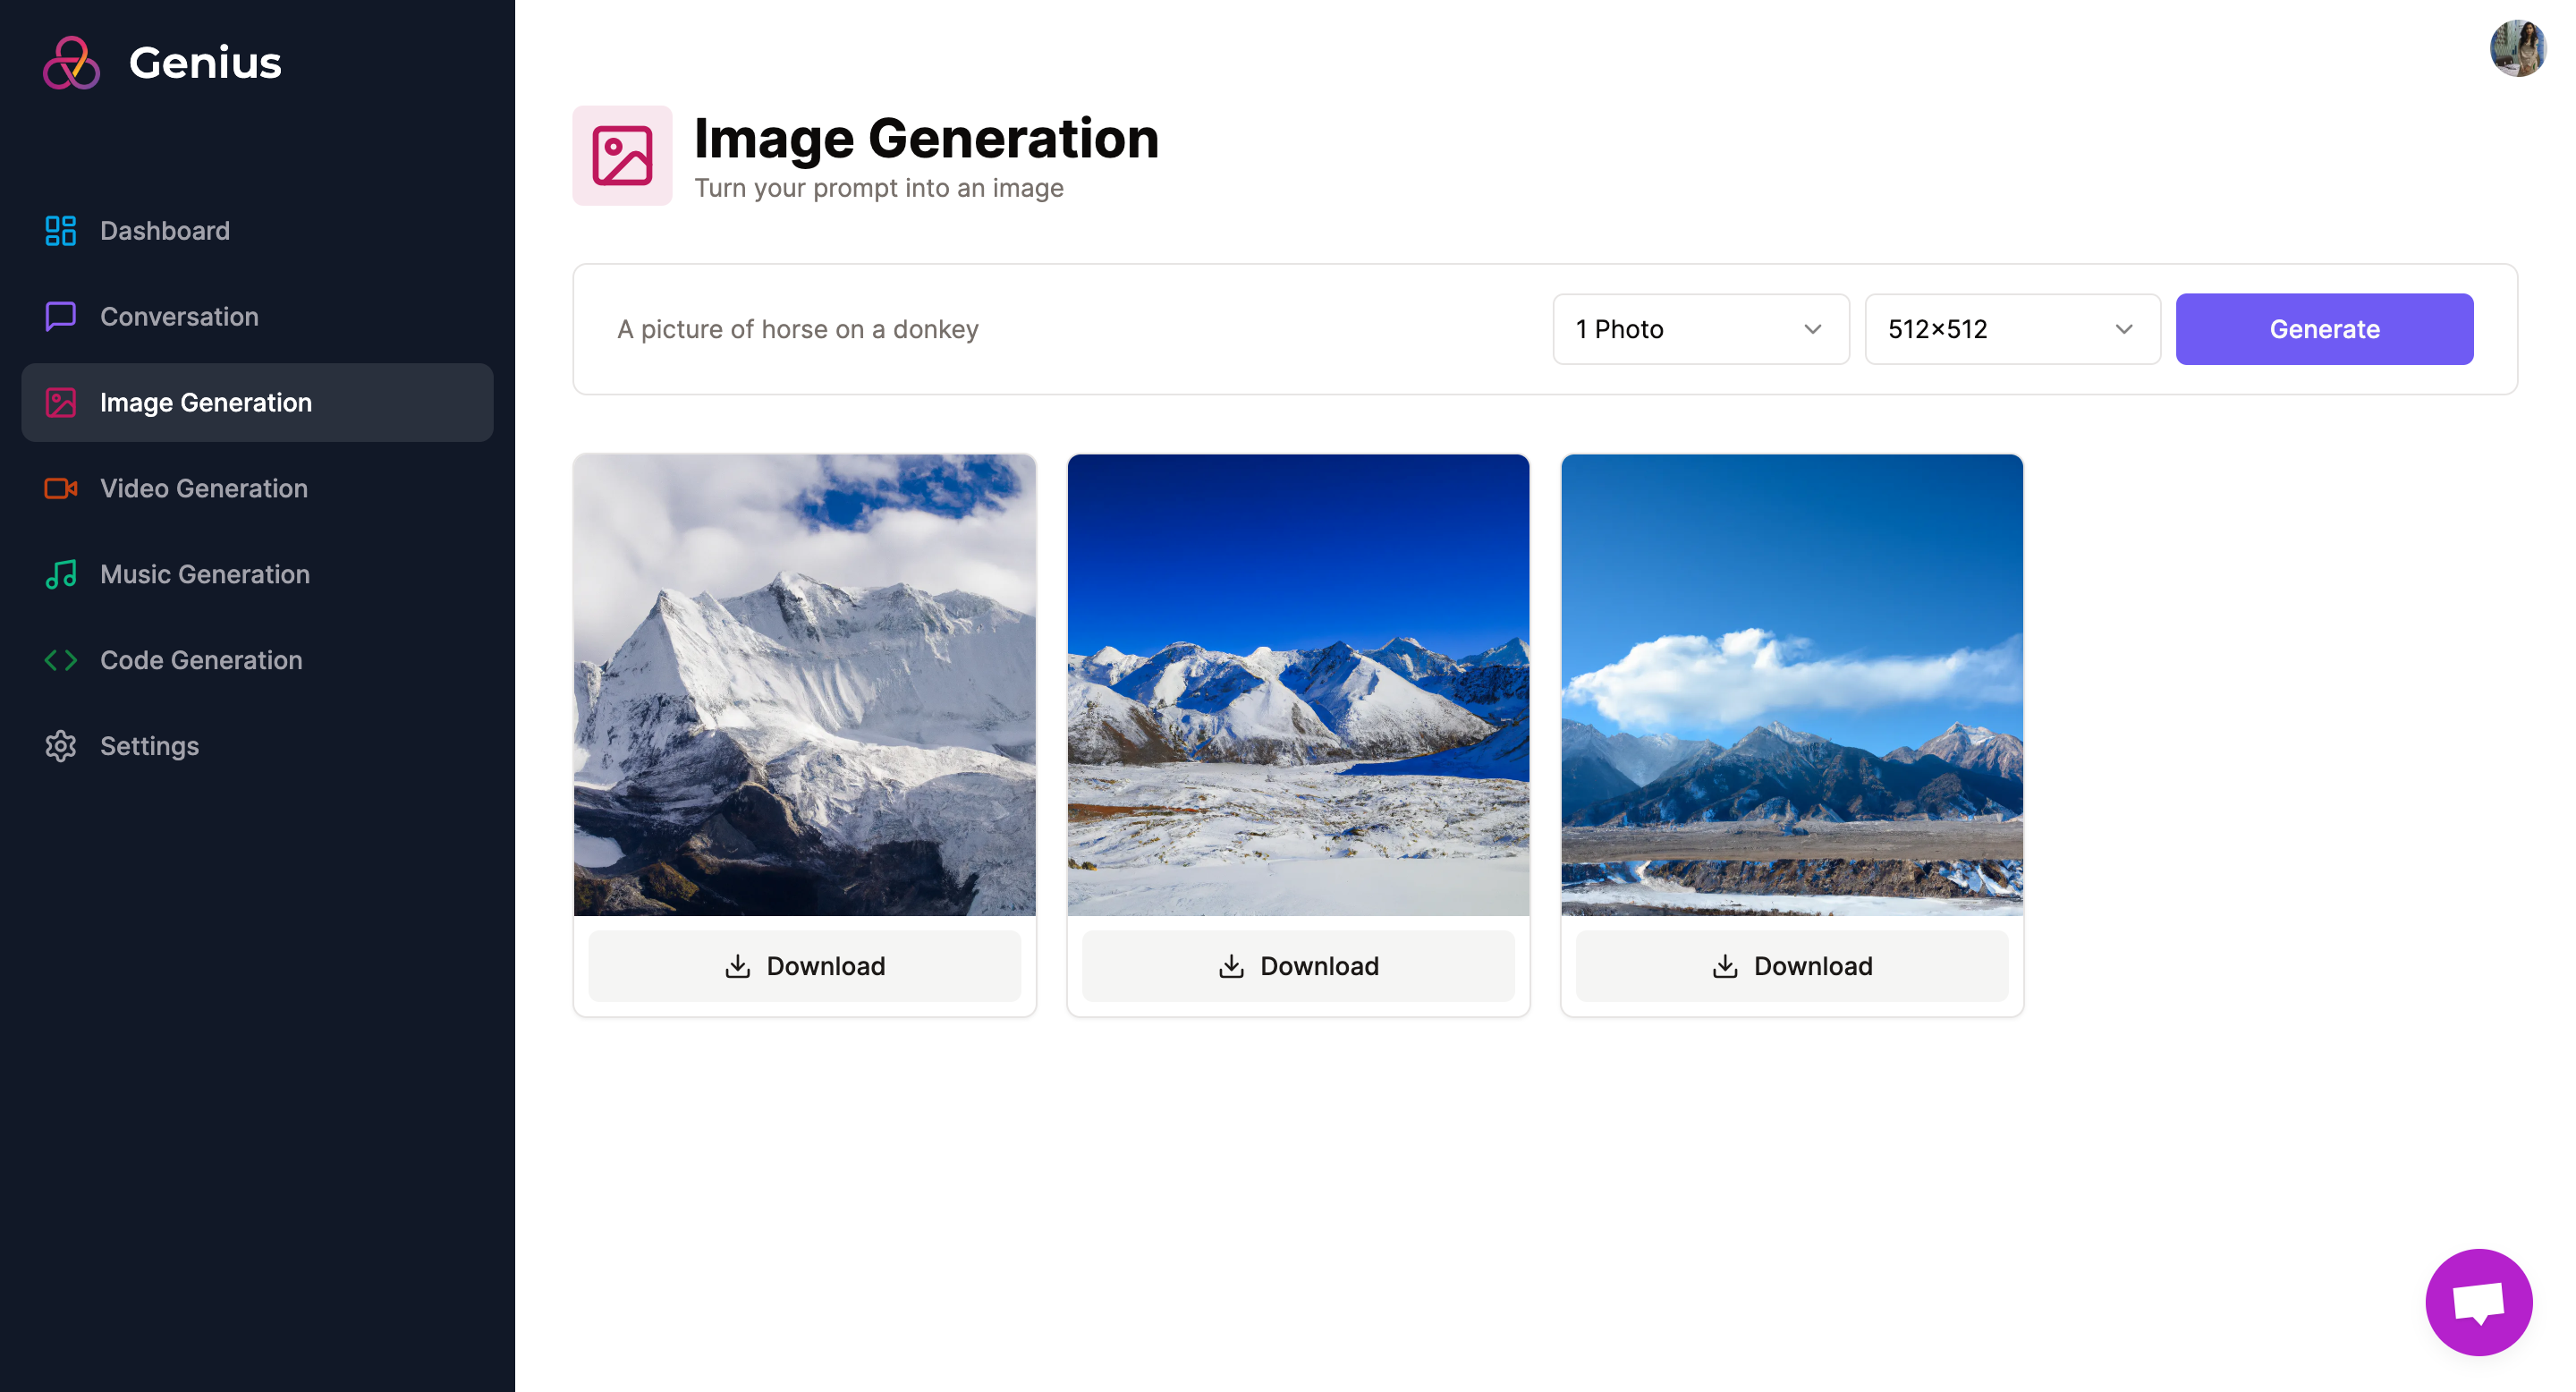 Genius
Dashboard
Conversation
Image Generation
Video Generation
Music Generation
Code Generation
Settings
Image Generation
Turn your prompt into an image
A picture of horse on a donkey
1 Photo
512×512
Generate
Download
Download
Download